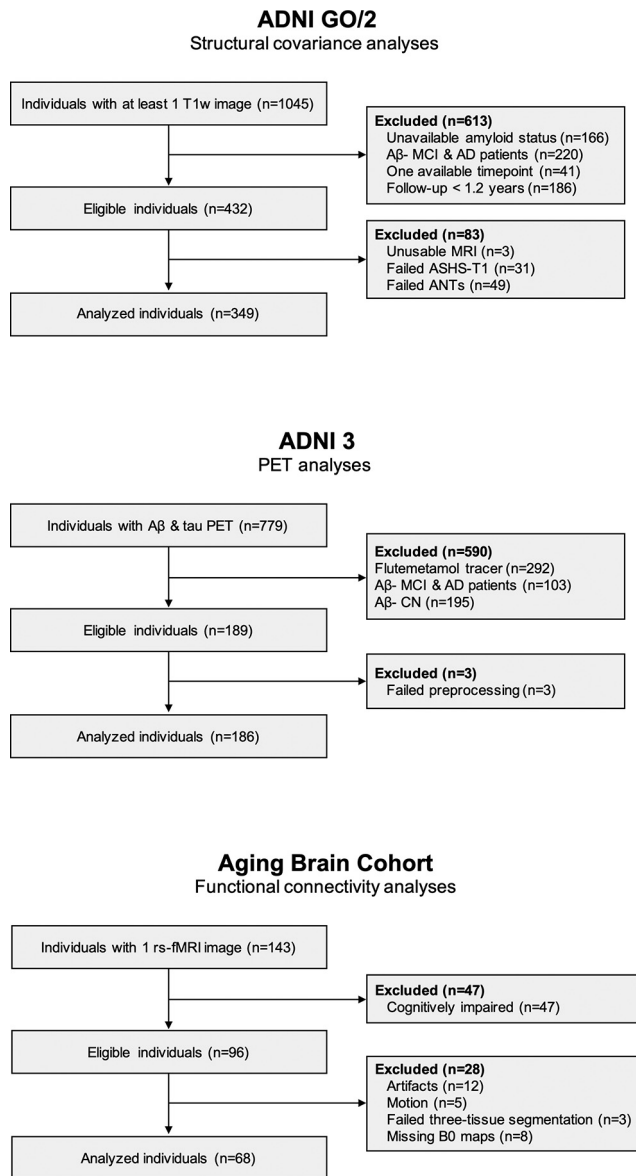 ADNI GO/2
Structural covariance analyses
Individuals with at least 1 T1w image (n=1045)
Excluded (n=613)
Unavailable amyloid status (n=166)
Aβ- MCI & AD patients (n=220)
One available timepoint (n=41)
Follow-up < 1.2 years (n=186)
Eligible individuals (n=432)
Excluded (n=83)
Unusable MRI (n=3)
Failed ASHS-T1 (n=31)
Failed ANTs (n=49)
Analyzed individuals (n=349)
ADNI 3
PET analyses
Individuals with Aβ & tau PET (n=779)
Excluded (n=590)
Flutemetamol tracer (n=292)
Aβ- MCI & AD patients (n=103)
Aβ- CN (n=195)
Eligible individuals (n=189)
Excluded (n=3)
Failed preprocessing (n=3)
Analyzed individuals (n=186)
Aging Brain Cohort
Functional connectivity analyses
Individuals with 1 rs-fMRI image (n=143)
Excluded (n=47)
Cognitively impaired (n=47)
Eligible individuals (n=96)
Excluded (n=28)
Artifacts (n=12)
Motion (n=5)
Failed three-tissue segmentation (n=3)
Missing B0 maps (n=8)
Analyzed individuals (n=68)